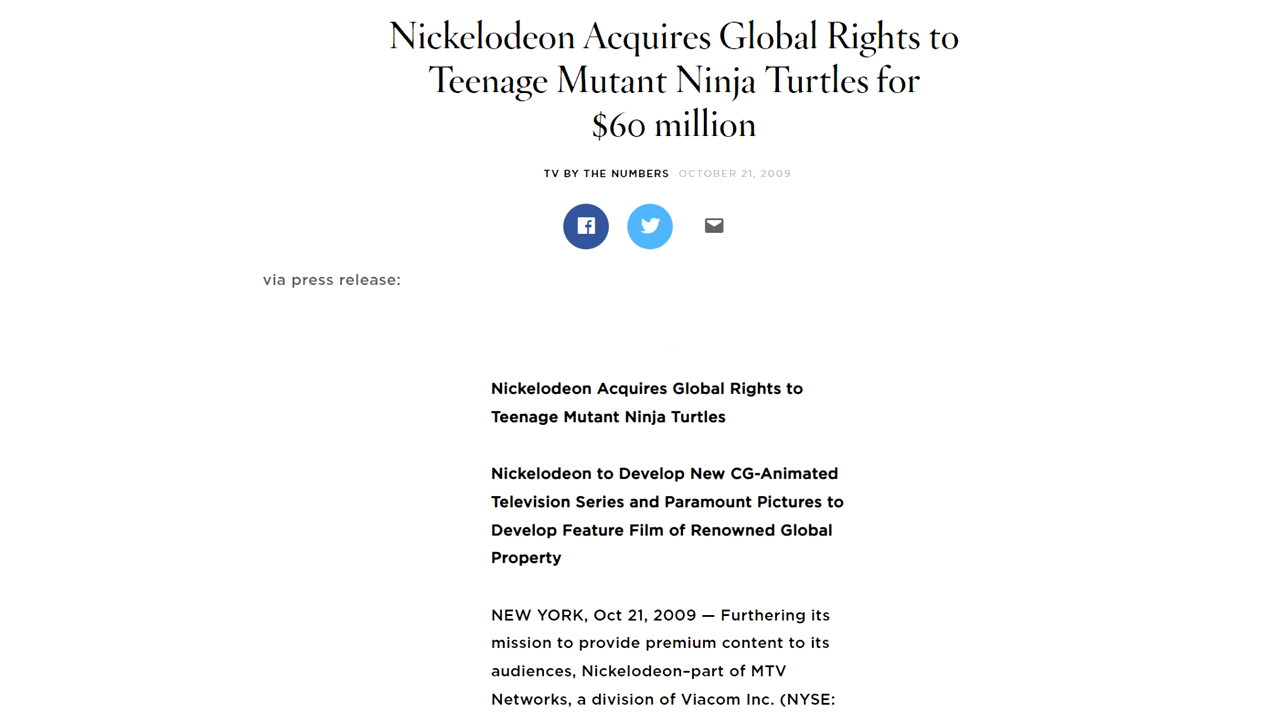 Nickelodeon Acquires Global Rights to
Teenage Mutant Ninja Turtles for
$60 million
TV BY THE NUMBERS OCTOBER 21, 2009
via press release:
Nickelodeon Acquires Global Rights to
Teenage Mutant Ninja Turtles
Nickelodeon to Develop New CG-Animated
Television Series and Paramount Pictures to
Develop Feature Film of Renowned Global
Property
NEW YORK, Oct 21, 2009 — Furthering its
mission to provide premium content to its
audiences, Nickelodeon–part of MTV
Networks, a division of Viacom Inc. (NYSE: